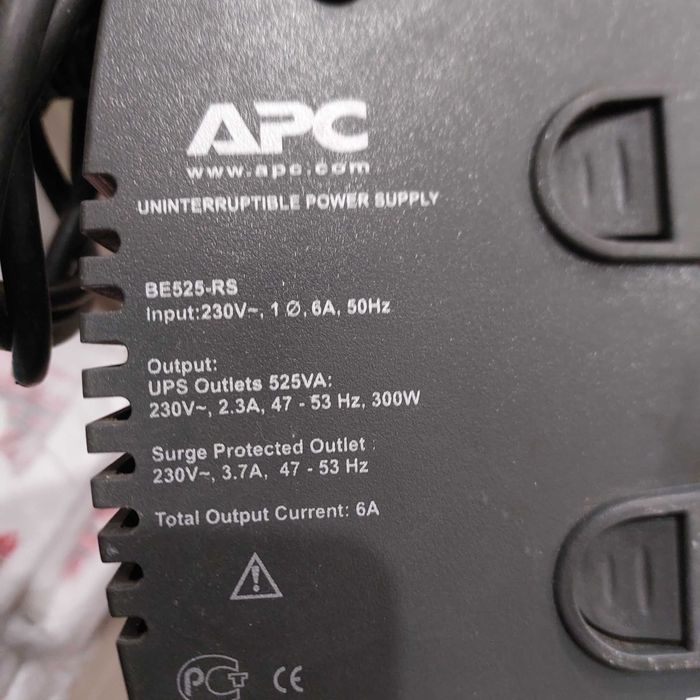 APC
www.apc.com
UNINTERRUPTIBLE POWER SUPPLY
BE525-RS
Input:230V~, 1 Ø, 6A, 50Hz
Output:
UPS Outlets 525VA:
230V~, 2.3A, 47 - 53 Hz, 300W
Surge Protected Outlet :
230V~, 3.7A, 47 - 53 Hz
Total Output Current: 6A
PCT CE